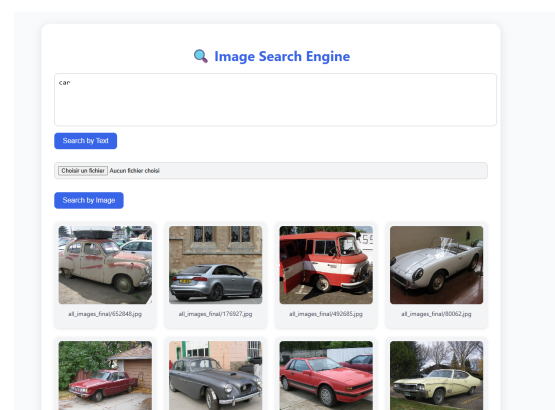 Image Search Engine
car
Search by Text
Choisir un fichier Aucun fichier choisi
Search by Image
all_images_final/652848.jpg
all_images_final/176927.jpg
all_images_final/492685.jpg
all_images_final/80062.jpg